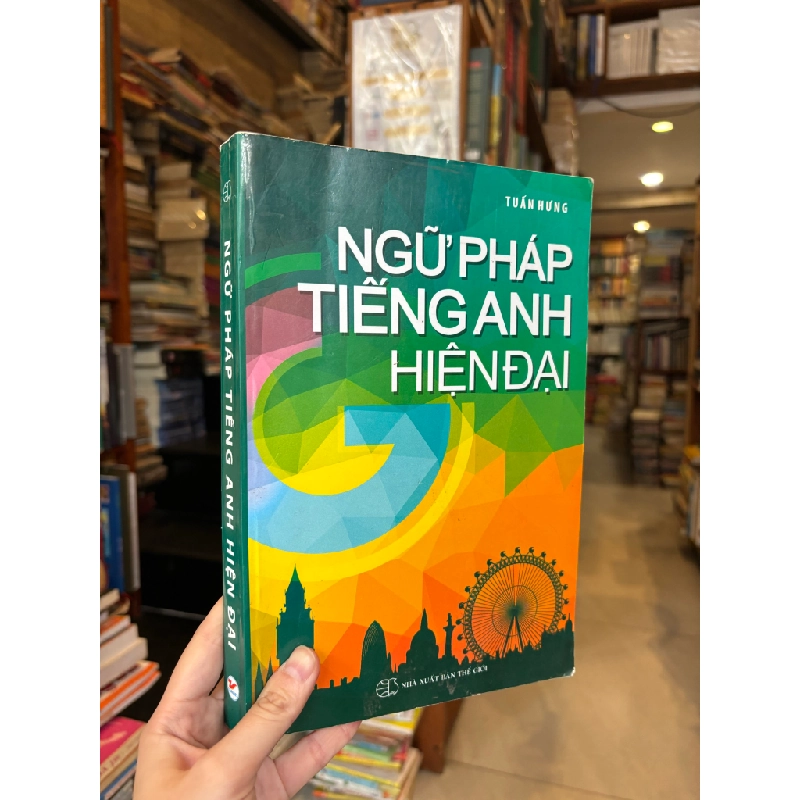 TUẤN HƯNG
NGỮ PHÁP
TIẾNG ANH
HIỆN ĐẠI
NHÀ XUẤT BẢN THẾ GIỚI
NGỮ PHÁP TIẾNG ANH HIỆN ĐẠI